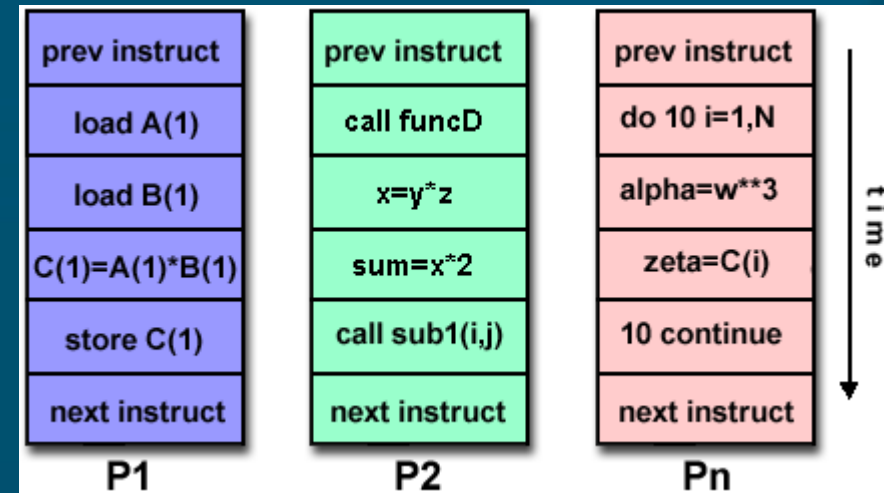 prev instruct
load A(1)
load B(1)
C(1)=A(1)*B(1)
store C(1)
next instruct
P1
prev instruct
call funcD
x=y*z
sum=x*2
call sub1(i,j)
next instruct
P2
prev instruct
do 10 i=1,N
alpha=w**3
zeta=C(i)
10 continue
next instruct
Pn
time